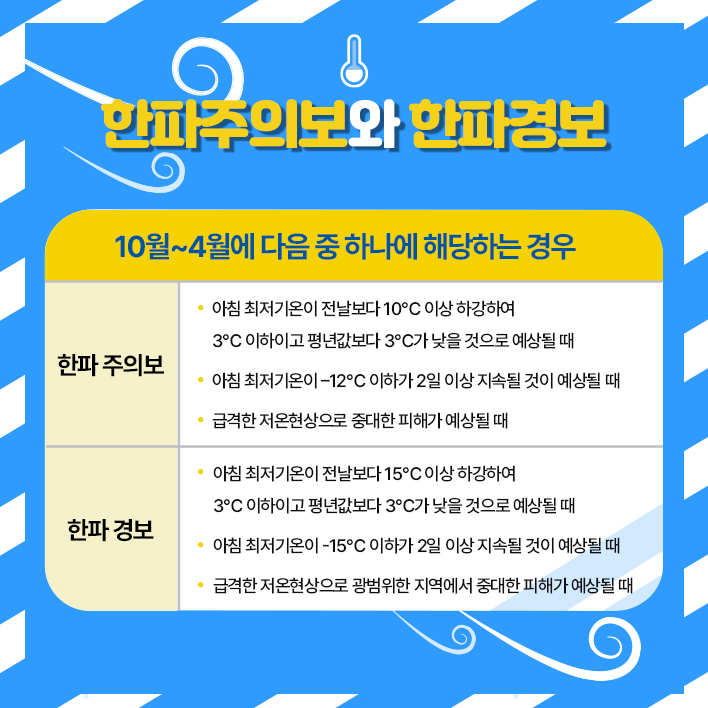 한파주의보와 한파경보
10월~4월에 다음 중 하나에 해당하는 경우
한파 주의보
• 아침 최저기온이 전날보다 10°C 이상 하강하여
3°C 이하이고 평년값보다 3°C가 낮을 것으로 예상될 때
• 아침 최저기온이 –12°C 이하가 2일 이상 지속될 것이 예상될 때
• 급격한 저온현상으로 중대한 피해가 예상될 때
한파 경보
• 아침 최저기온이 전날보다 15°C 이상 하강하여
3°C 이하이고 평년값보다 3°C가 낮을 것으로 예상될 때
• 아침 최저기온이 -15°C 이하가 2일 이상 지속될 것이 예상될 때
• 급격한 저온현상으로 광범위한 지역에서 중대한 피해가 예상될 때